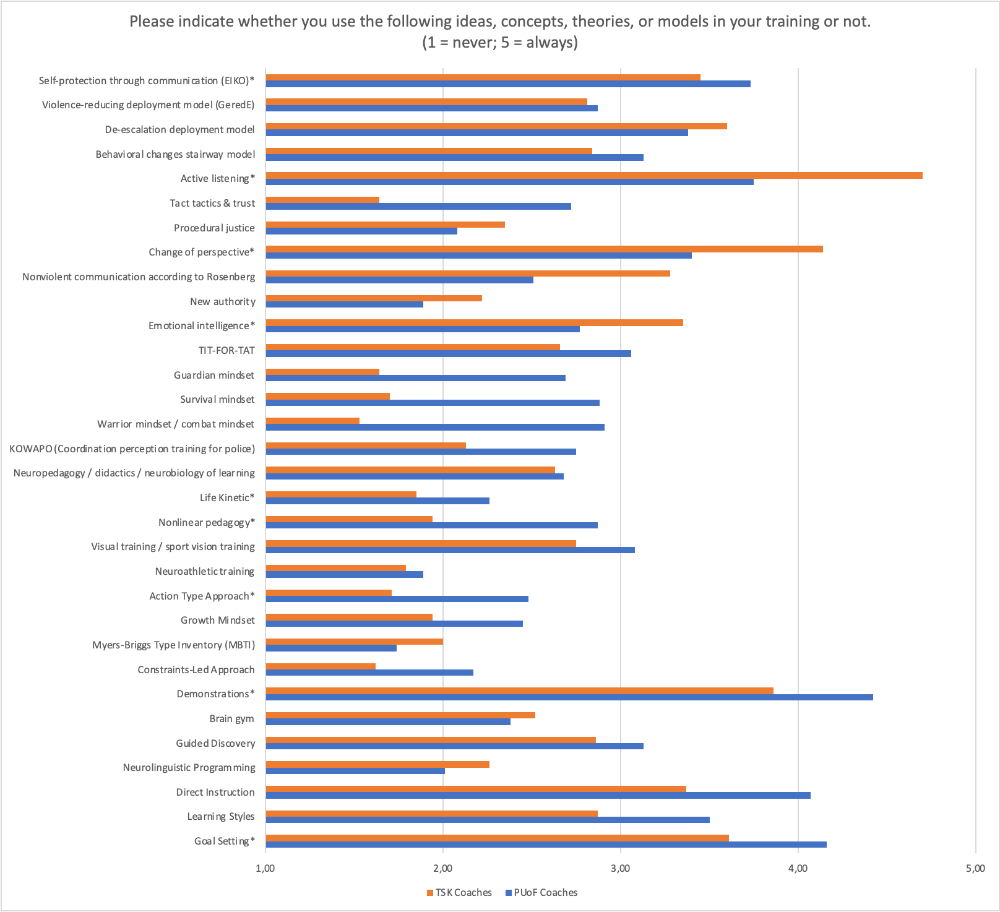 Please indicate whether you use the following ideas, concepts, theories, or models in your training or not.
(1 = never; 5 = always)
Self-protection through communication (EIKO)*
Violence-reducing deployment model (GeredE)
De-escalation deployment model
Behavioral changes stairway model
Active listening*
Tact tactics & trust
Procedural justice
Change of perspective*
Nonviolent communication according to Rosenberg
New authority
Emotional intelligence*
TIT-FOR-TAT
Guardian mindset
Survival mindset
Warrior mindset / combat mindset
KOWAPO (Coordination perception training for police)
Neuropedagogy / didactics / neurobiology of learning
Life Kinetic*
Nonlinear pedagogy*
Visual training / sport vision training
Neuroathletic training
Action Type Approach*
Growth Mindset
Myers-Briggs Type Inventory (MBTI)
Constraints-Led Approach
Demonstrations*
Brain gym
Guided Discovery
Neurolinguistic Programming
Direct Instruction
Learning Styles
Goal Setting*
1,00 2,00 3,00 4,00 5,00
TSK Coaches PUoF Coaches